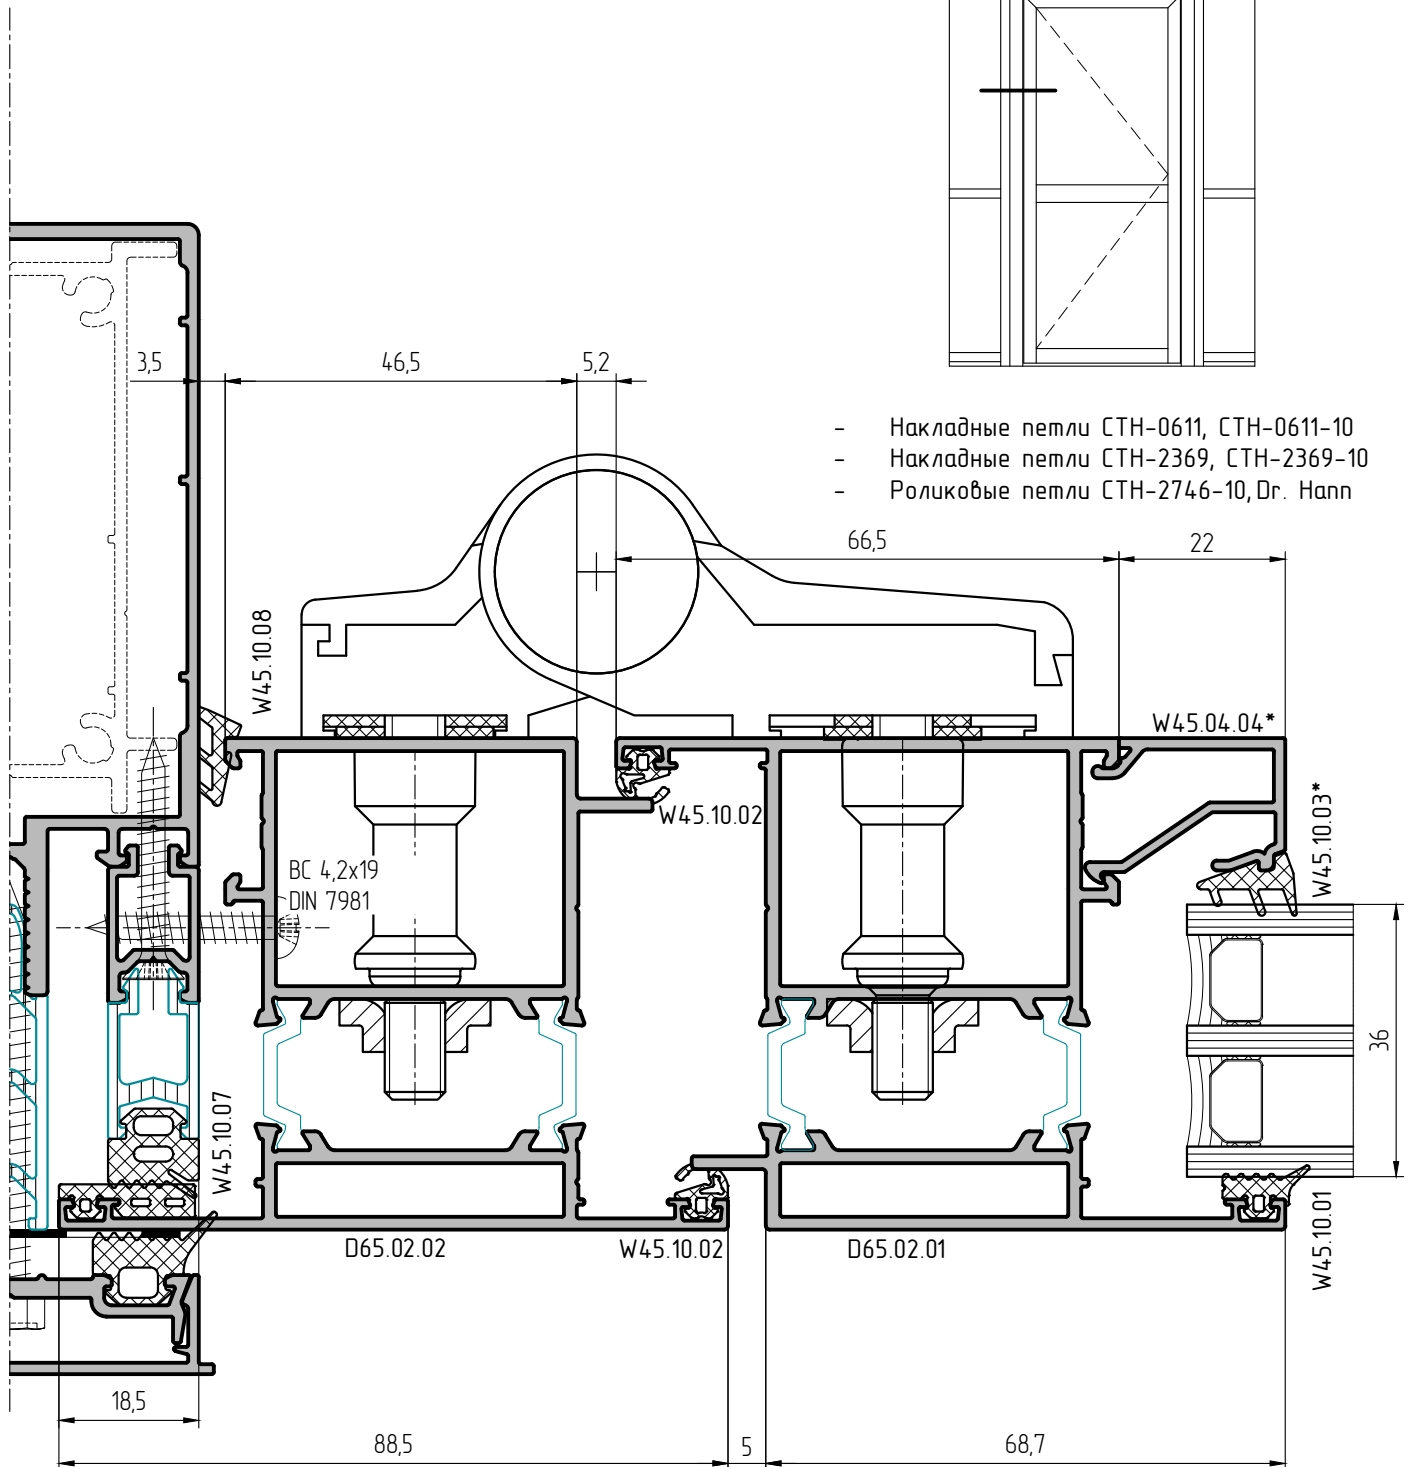 3,5
46,5
5,2
- Накладные петли СТН-0611, СТН-0611-10
- Накладные петли СТН-2369, СТН-2369-10
- Роликовые петли СТН-2746-10, Dr. Hann
66,5
22
W45.10.08
W45.04.04*
W45.10.02
W45.10.03*
ВС 4,2х19
DIN 7981
36
W45.10.07
D65.02.02
W45.10.02
D65.02.01
W45.10.01
18,5
88,5
5
68,7